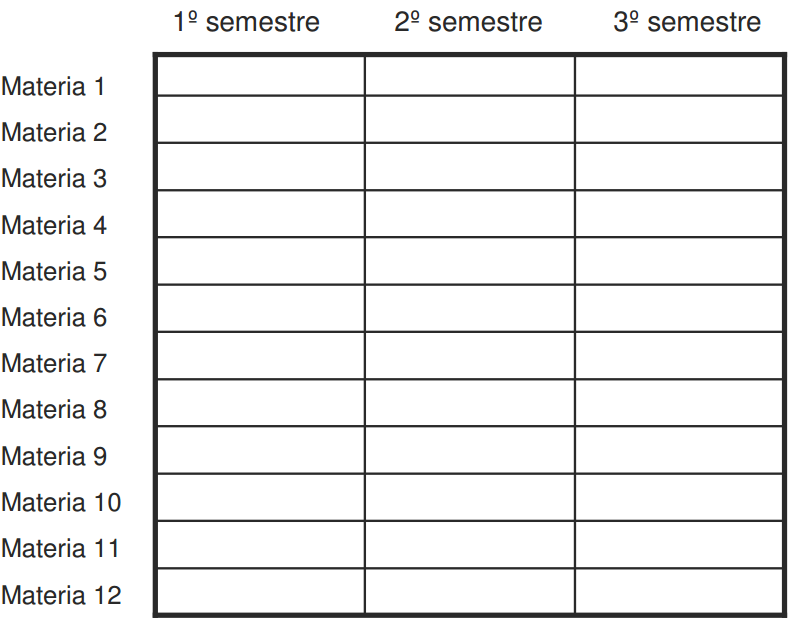 1º semestre 2º semestre 3º semestre
Materia 1
Materia 2
Materia 3
Materia 4
Materia 5
Materia 6
Materia 7
Materia 8
Materia 9
Materia 10
Materia 11
Materia 12